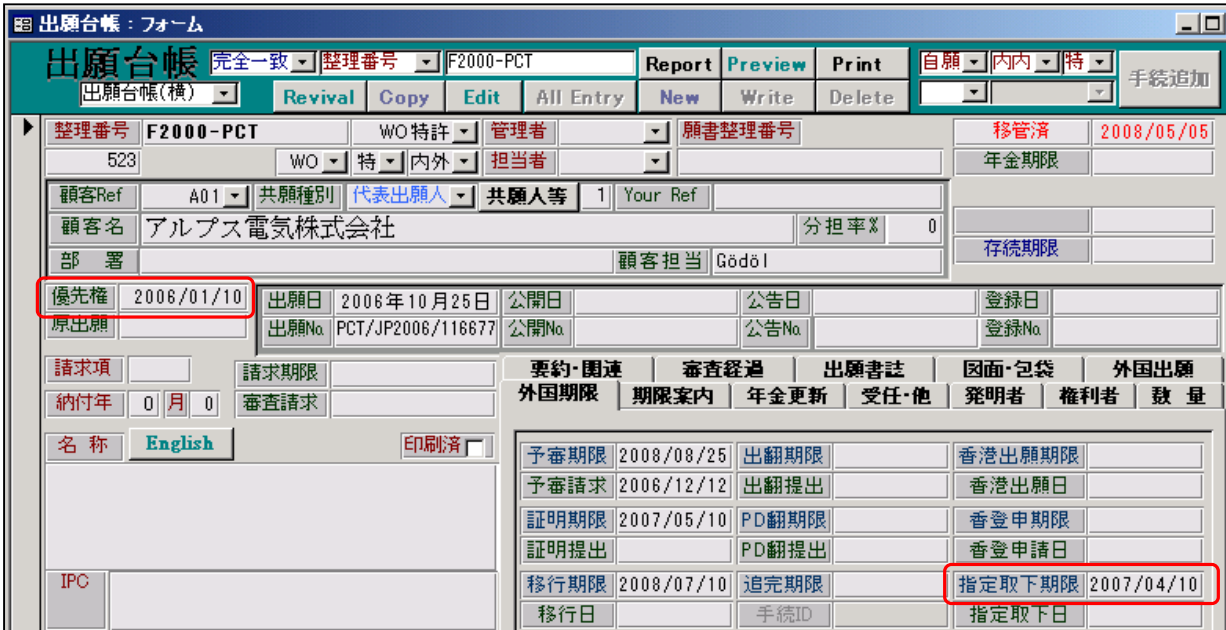 出願台帳:フォーム
出願台帳 完全一致 整理番号 F2000-PCT Report Preview Print 自願 内内 特 手続追加
出願台帳(横) Revival Copy Edit All Entry New Write Delete
整理番号 F2000-PCT WO特許 管理者 願書整理番号 移管済 2008/05/05
523 WO 特 内外 担当者 年金期限
顧客Ref A01 共願種別 代表出願人 共願人等 1 Your Ref
顧客名 アルプス電気株式会社 分担率% 0
部 署 顧客担当 Gödöl 存続期限
優先権 2006/01/10 出願日 2006年10月25日 公開日 公告日 登録日
原出願 出願No. PCT/JP2006/116677 公開No. 公告No. 登録No.
請求項 請求期限 要約・関連 審査経過 出願書誌 図面・包袋 外国出願
納付年 0 月 0 審査請求 外国期限 期限案内 年金更新 受任・他 発明者 権利者 数 量
名 称 English 印刷済
予審期限 2008/08/25 出翻期限 香港出願期限
予審請求 2006/12/12 出翻提出 香港出願日
証明期限 2007/05/10 PD翻期限 香登申期限
証明提出 PD翻提出 香登申請日
IPC 移行期限 2008/07/10 追完期限 指定取下期限 2007/04/10
移行日 手続ID 指定取下日